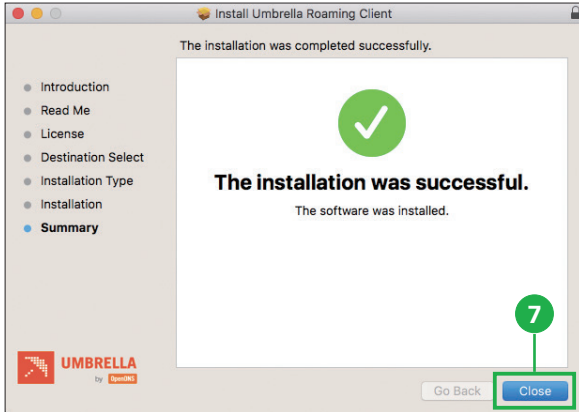 Install Umbrella Roaming Client
The installation was completed successfully.
Introduction
Read Me
License
Destination Select
Installation Type
Installation
Summary
The installation was successful.
The software was installed.
7
UMBRELLA
by OpenDNS
Go Back
Close